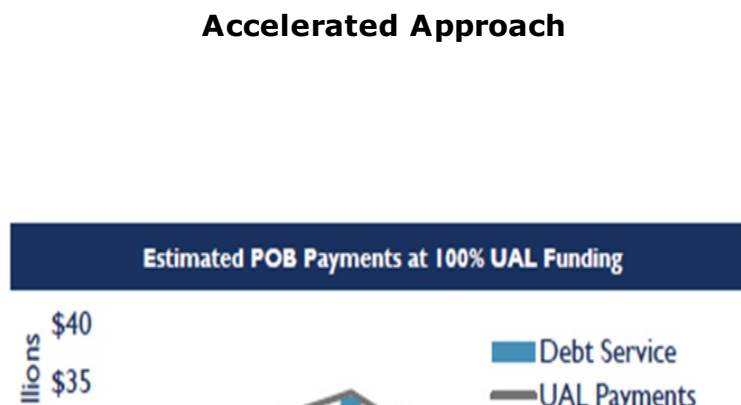 Accelerated Approach
Estimated POB Payments at 100% UAL Funding
$40
Debt Service
$35
UAL Payments